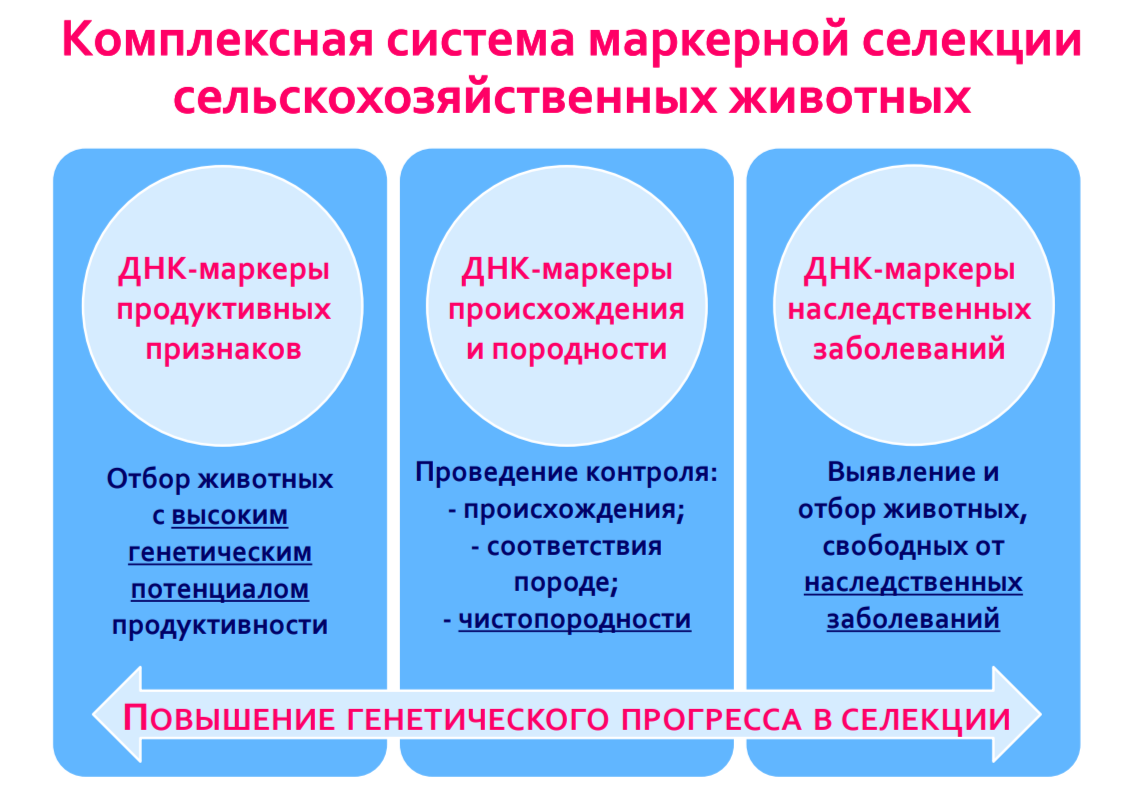 Комплексная система маркерной селекции
сельскохозяйственных животных
ДНК-маркеры
продуктивных
признаков
Отбор животных
с высоким
генетическим
потенциалом
продуктивности
ДНК-маркеры
происхождения
и породности
Проведение контроля:
- происхождения;
- соответствия
породе;
- чистопородности
ДНК-маркеры
наследственных
заболеваний
Выявление и
отбор животных,
свободных от
наследственных
заболеваний
ПОВЫШЕНИЕ ГЕНЕТИЧЕСКОГО ПРОГРЕССА В СЕЛЕКЦИИ